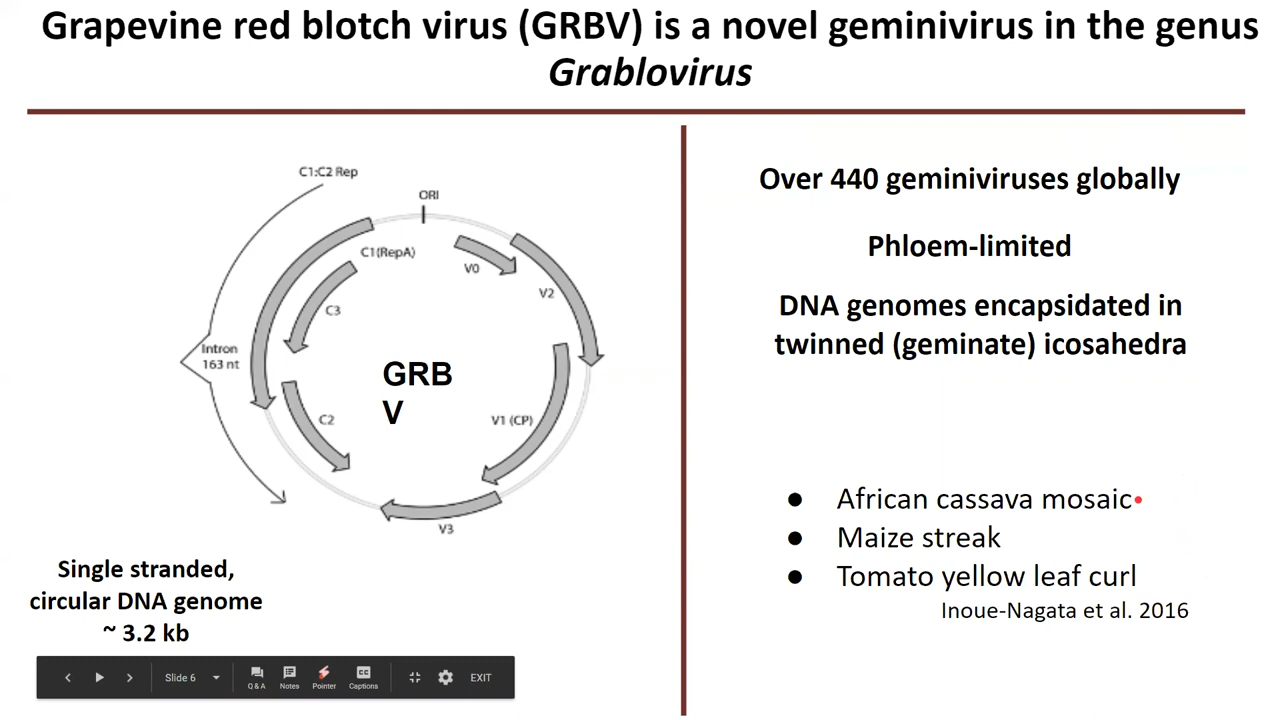 Grapevine red blotch virus (GRBV) is a novel geminivirus in the genus
Grablovirus
C1:C2 Rep
ORI
C1(RepA)
V0
V2
C3
Intron
163 nt
GRB
V
C2
V1 (CP)
V3
Single stranded,
circular DNA genome
~ 3.2 kb
Over 440 geminiviruses globally
Phloem-limited
DNA genomes encapsidated in
twinned (geminate) icosahedra
● African cassava mosaic
● Maize streak
● Tomato yellow leaf curl
Inoue-Nagata et al. 2016
Slide 6
Q & A
Notes
Pointer
CC
Captions
EXIT